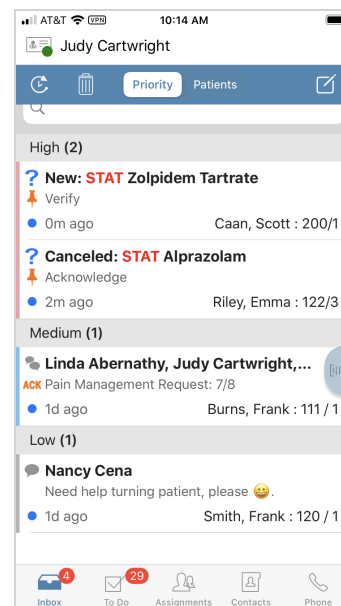 AT&T VPN 10:14 AM
Judy Cartwright
Priority Patients
High (2)
New: STAT Zolpidem Tartrate
Verify
0m ago Caan, Scott : 200/1
Canceled: STAT Alprazolam
Acknowledge
2m ago Riley, Emma : 122/3
Medium (1)
Linda Abernathy, Judy Cartwright,...
ACK Pain Management Request: 7/8
1d ago Burns, Frank : 111 / 1
Low (1)
Nancy Cena
Need help turning patient, please 😀.
1d ago Smith, Frank : 120 / 1
4 29
Inbox To Do Assignments Contacts Phone